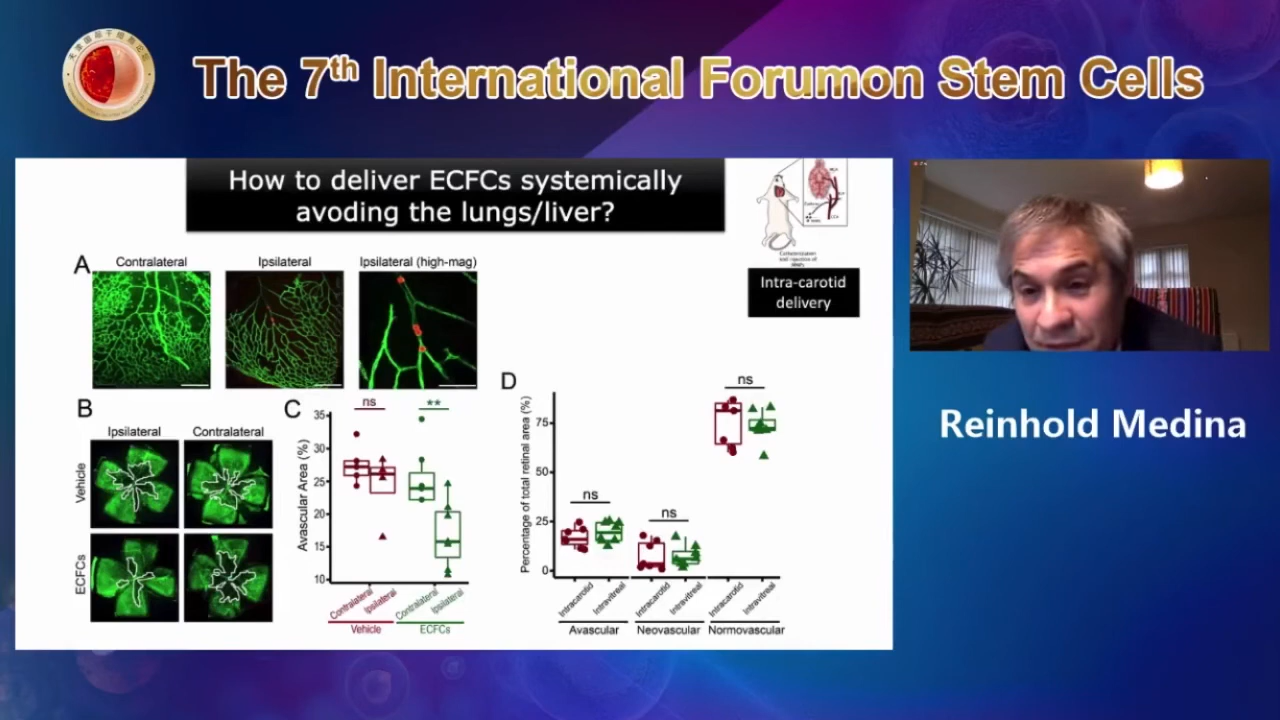 The 7th International Forumon Stem Cells
How to deliver ECFCs systemically
avoding the lungs/liver?
Intra-carotid
delivery
A
Contralateral
Ipsilateral
Ipsilateral (high-mag)
B
Ipsilateral
Contralateral
Vehicle
ECFCs
C
Avascular Area (%)
35
30
25
20
15
10
ns
**
Contralateral
Ipsilateral
Contralateral
Ipsilateral
Vehicle
ECFCs
D
Percentage of total retinal area (%)
75
50
25
0
ns
ns
ns
Intracarotid
Intravitreal
Intracarotid
Intravitreal
Intracarotid
Intravitreal
Avascular
Neovascular
Normovascular
Reinhold Medina